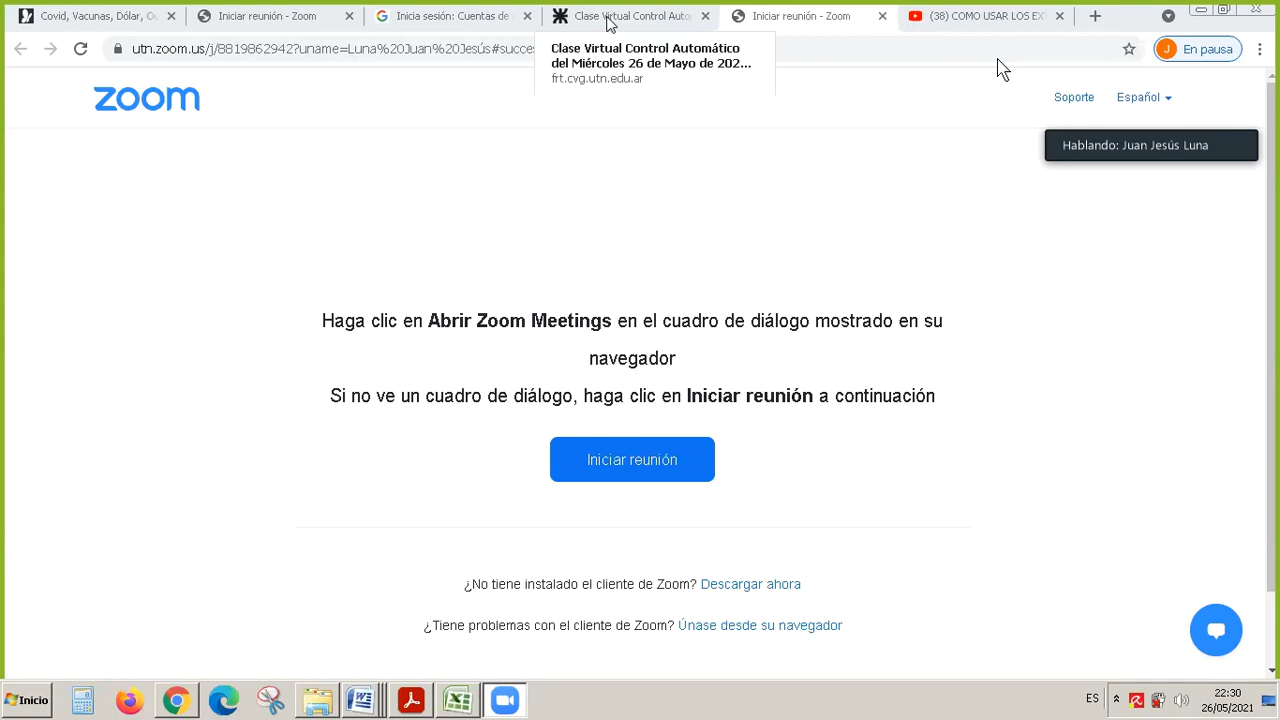 Covid, Vacunas, Dólar,
Iniciar reunión - Zoom
Inicia sesión: Cuentas de
Clase Virtual Control Auto
Iniciar reunión - Zoom
(38) COMO USAR LOS EX
utn.zoom.us/j/8819862942?uname=Luna%20Juan%20Jesús#succe
En pausa
J
Clase Virtual Control Automático
del Miércoles 26 de Mayo de 202...
frt.cvg.utn.edu.ar
zoom
Soporte
Español
Hablando: Juan Jesús Luna
Haga clic en Abrir Zoom Meetings en el cuadro de diálogo mostrado en su
navegador
Si no ve un cuadro de diálogo, haga clic en Iniciar reunión a continuación
Iniciar reunión
¿No tiene instalado el cliente de Zoom? Descargar ahora
¿Tiene problemas con el cliente de Zoom? Únase desde su navegador
Inicio
ES
22:30
26/05/2021